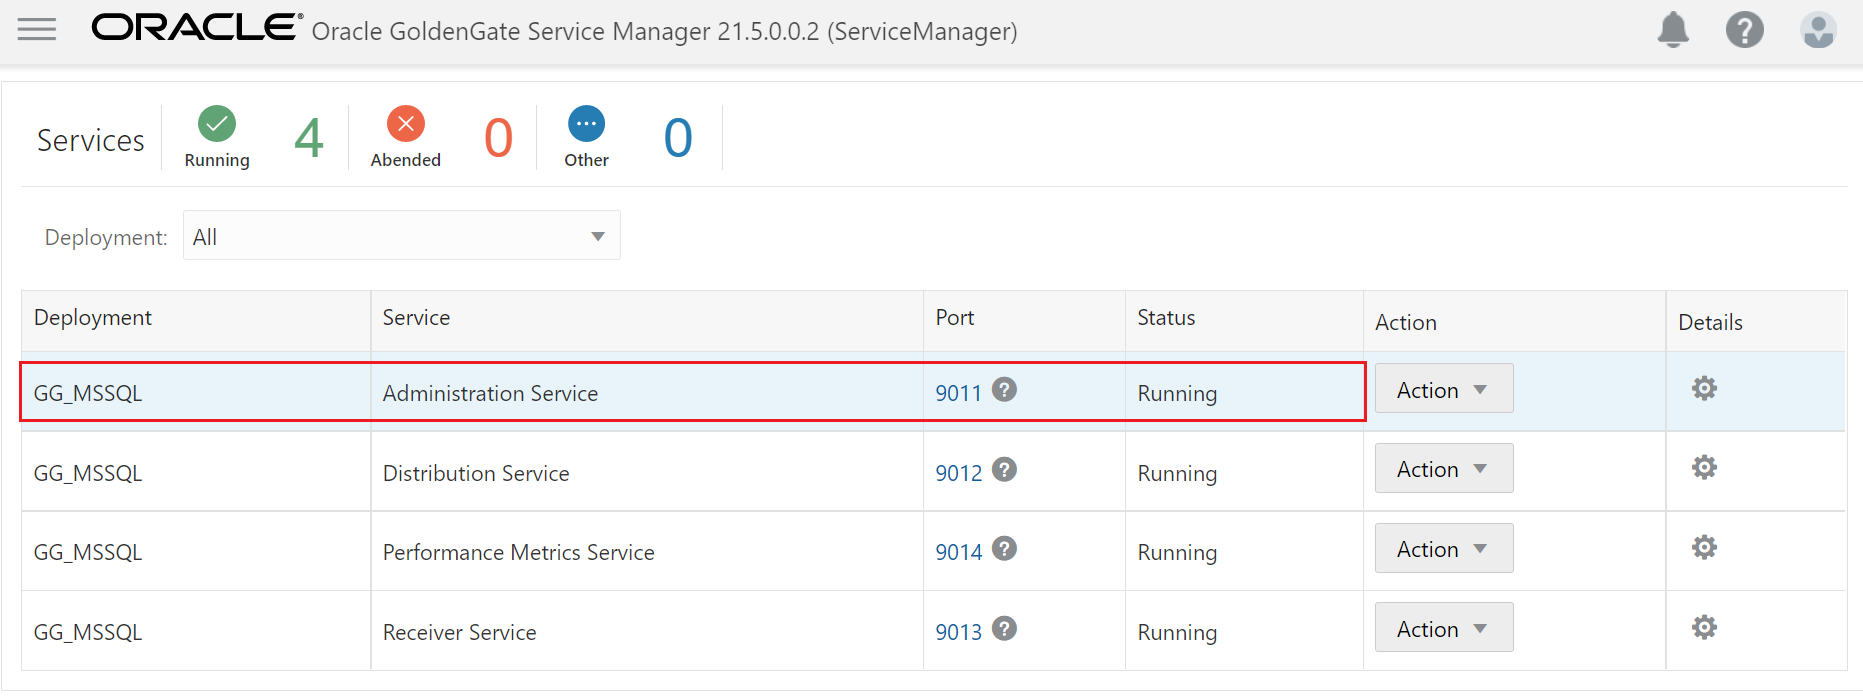 ORACLE® Oracle GoldenGate Service Manager 21.5.0.0.2 (ServiceManager)
Services Running 4 Abended 0 Other 0
Deployment: All
Deployment Service Port Status Action Details
GG_MSSQL Administration Service 9011 ? Running Action
GG_MSSQL Distribution Service 9012 ? Running Action
GG_MSSQL Performance Metrics Service 9014 ? Running Action
GG_MSSQL Receiver Service 9013 ? Running Action